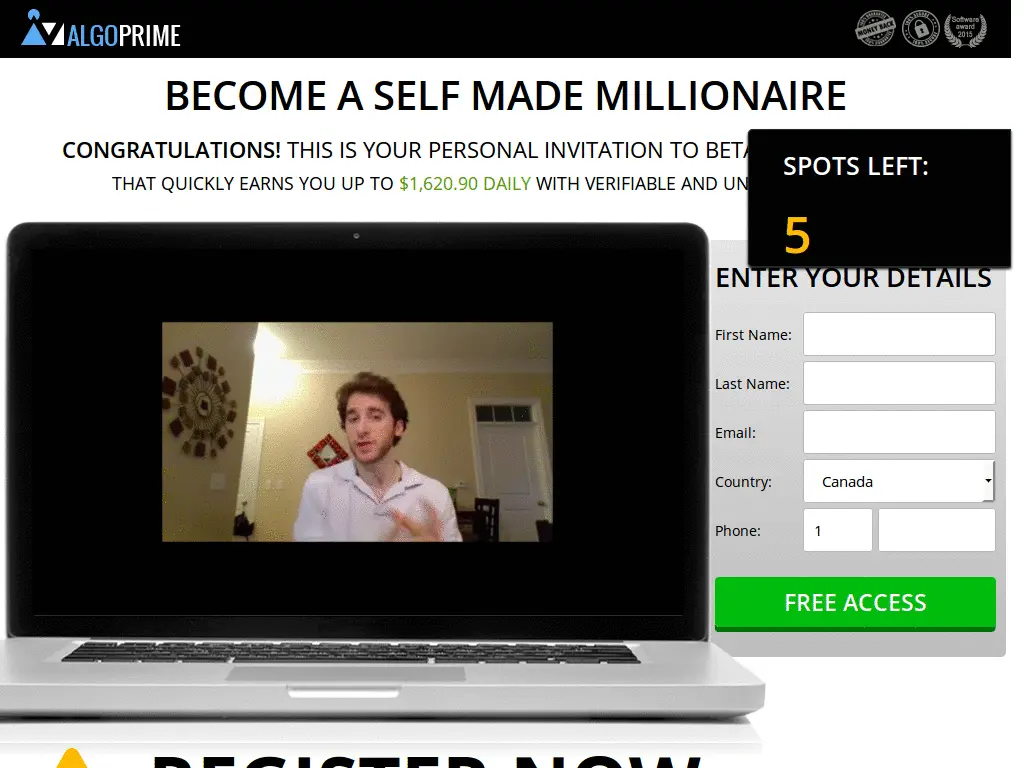 ALGOPRIME
MONEY BACK
Software
award
2015
BECOME A SELF MADE MILLIONAIRE
CONGRATULATIONS! THIS IS YOUR PERSONAL INVITATION TO BETA
THAT QUICKLY EARNS YOU UP TO $1,620.90 DAILY WITH VERIFIABLE AND UN
SPOTS LEFT:
5
ENTER YOUR DETAILS
First Name:
Last Name:
Email:
Country: Canada
Phone: 1
FREE ACCESS
REGISTER NOW